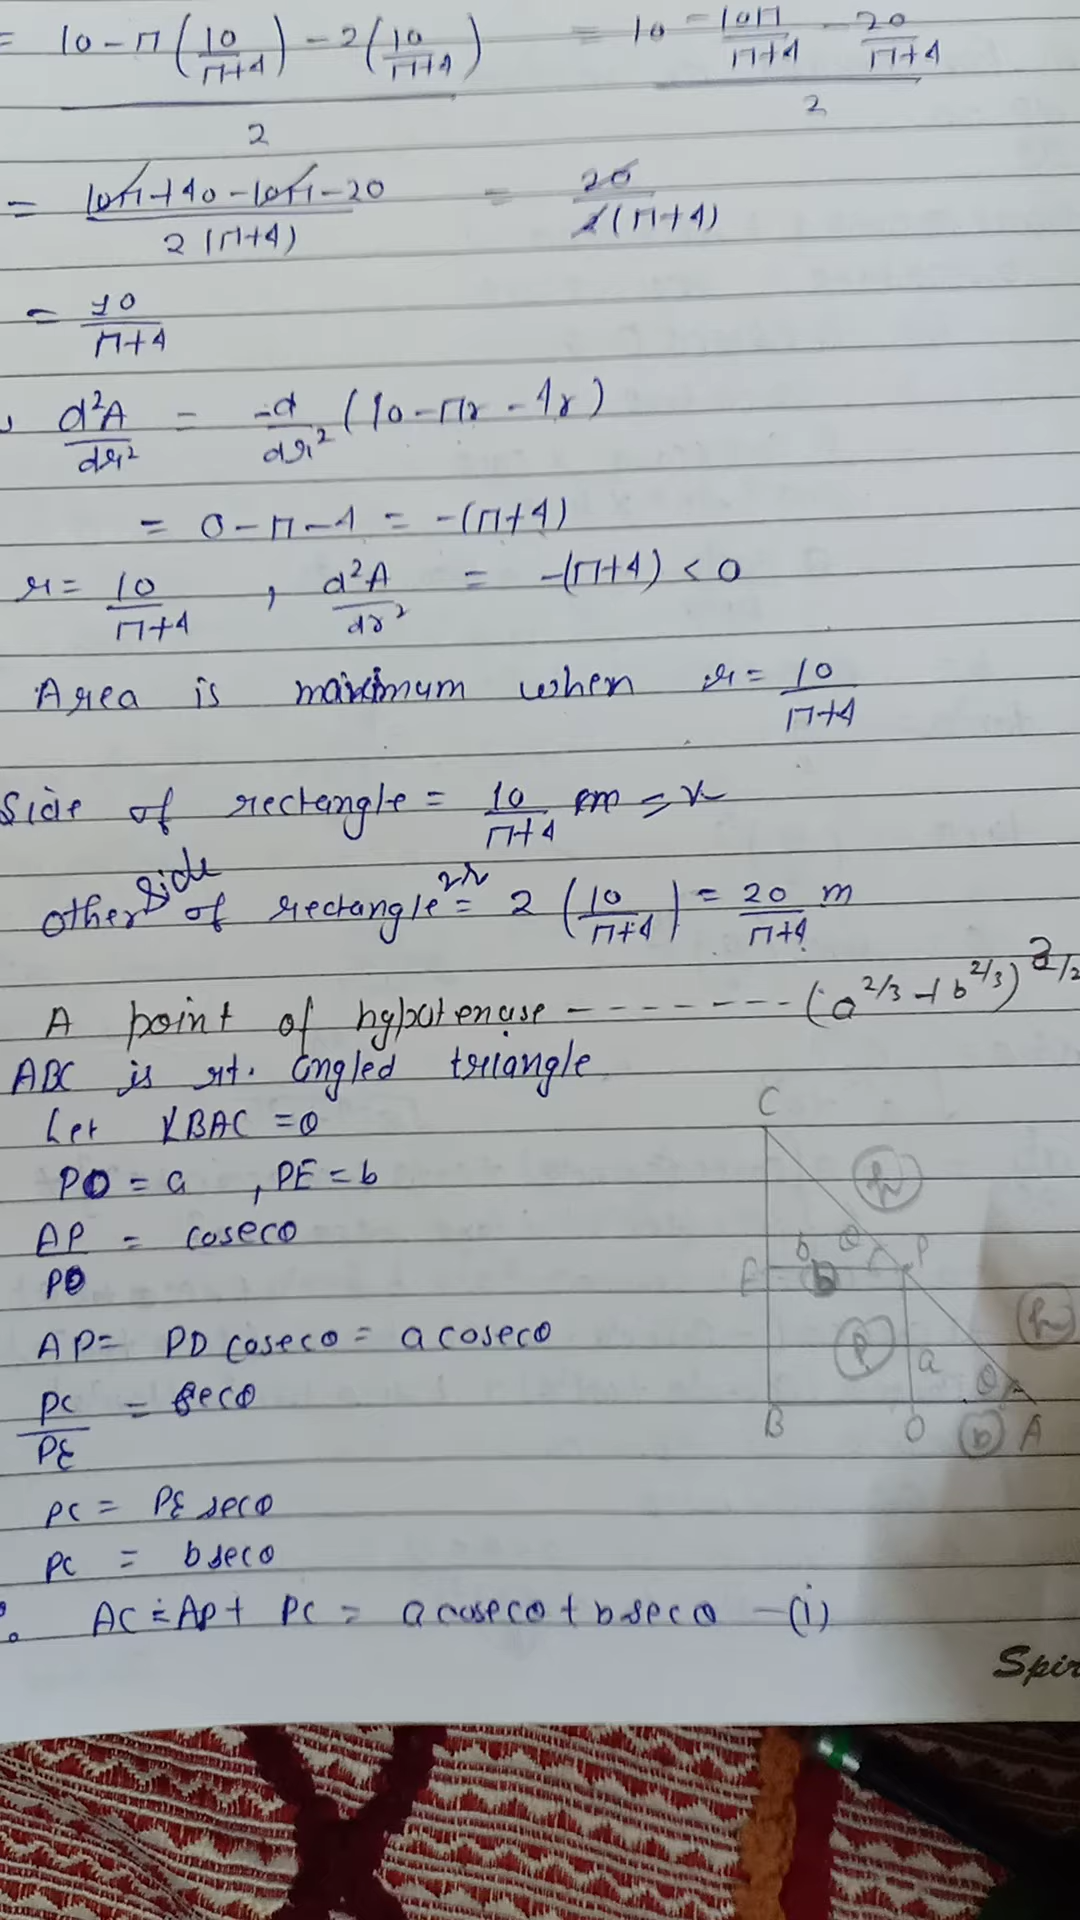 = 10 - π(10/π+4) - 2(10/π+4) / 2 = 10 - 10π/π+4 - 20/π+4 / 2
= 10π+40-10π-20 / 2(π+4) = 20 / 2(π+4)
= 10/π+4
d²A/dr² = -d/dr² (10-πr-4r)
= 0-π-4 = -(π+4)
r = 10/π+4 , d²A/dr² = -(π+4) < 0
Area is maximum when r = 10/π+4
Side of rectangle = 10/π+4 m = x
other side of rectangle 2r = 2(10/π+4) = 20/π+4 m
A point of hypotenuse ------- (a^2/3 + b^2/3)^3/2
ABC is rt. angled triangle
Let ∠BAC = θ
PD = a , PE = b
AP/PD = cosecθ
AP = PD cosecθ = a cosecθ
PC/PE = secθ
PC = PE secθ
PC = b secθ
∴ AC = AP + PC = a cosecθ + b secθ -(i)
C
h
b θ P
E b
h
P a θ
B D b A
Spir